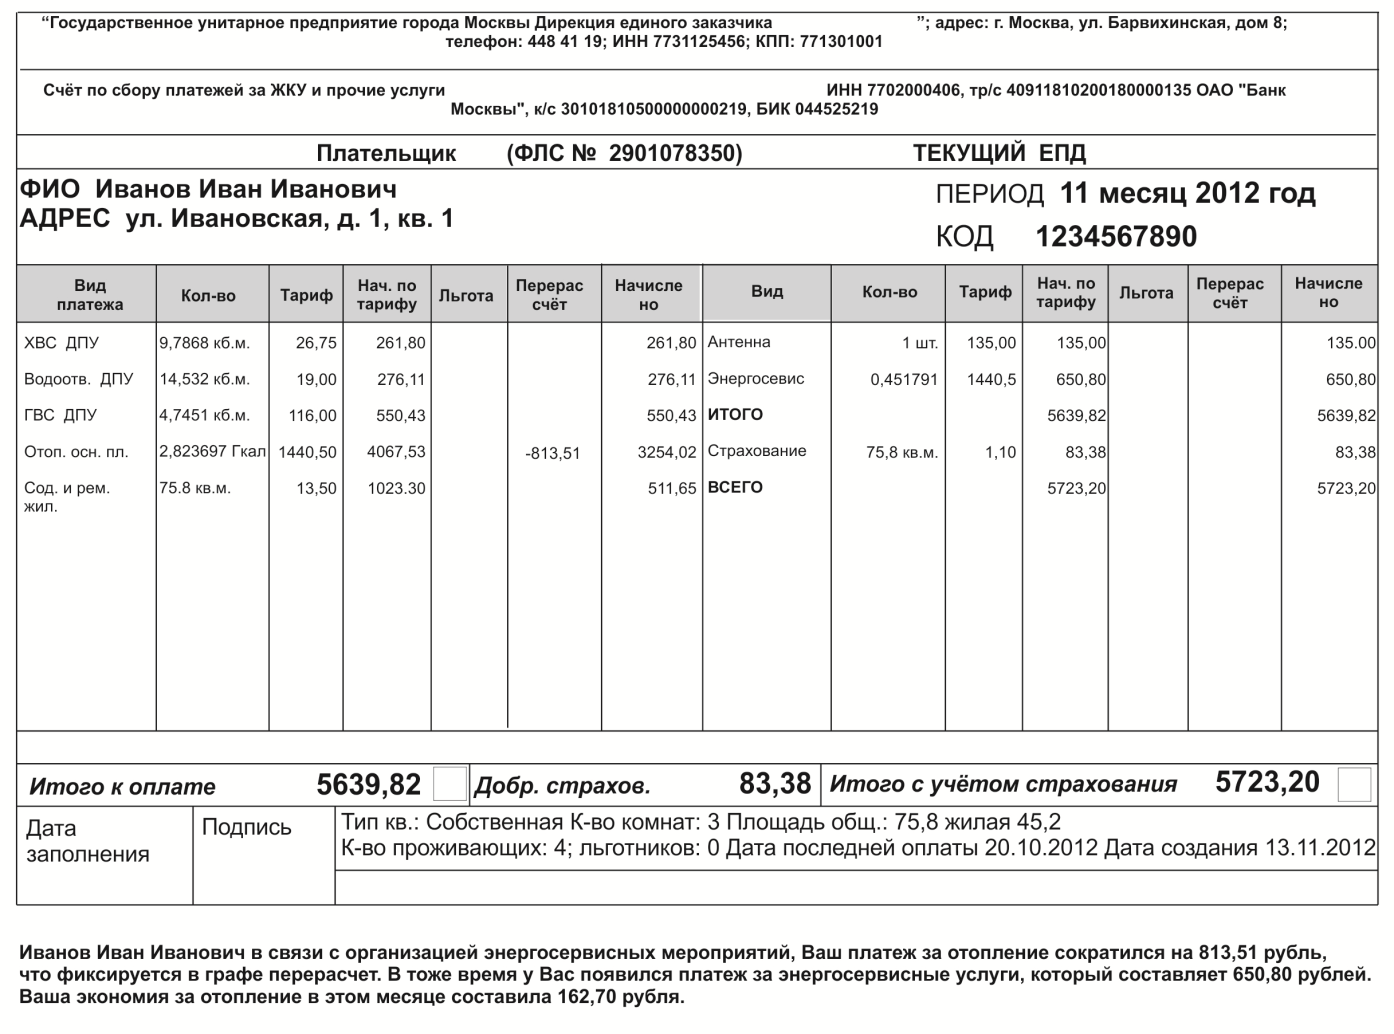 “Государственное унитарное предприятие города Москвы Дирекция единого заказчика ”; адрес: г. Москва, ул. Барвихинская, дом 8;
телефон: 448 41 19; ИНН 7731125456; КПП: 771301001
Счёт по сбору платежей за ЖКУ и прочие услуги ИНН 7702000406, тр/с 40911810200180000135 ОАО "Банк
Москвы", к/с 30101810500000000219, БИК 044525219
Плательщик (ФЛС № 2901078350) ТЕКУЩИЙ ЕПД
ФИО Иванов Иван Иванович
АДРЕС ул. Ивановская, д. 1, кв. 1
ПЕРИОД 11 месяц 2012 год
КОД 1234567890
Вид платежа Кол-во Тариф Нач. по тарифу Льгота Перерас счёт Начисле но Вид Кол-во Тариф Нач. по тарифу Льгота Перерас счёт Начисле но
ХВС ДПУ 9,7868 кб.м. 26,75 261,80 261,80 Антенна 1 шт. 135,00 135,00 135.00
Водоотв. ДПУ 14,532 кб.м. 19,00 276,11 276,11 Энергосевис 0,451791 1440,5 650,80 650,80
ГВС ДПУ 4,7451 кб.м. 116,00 550,43 550,43 ИТОГО 5639,82 5639,82
Отоп. осн. пл. 2,823697 Гкал 1440,50 4067,53 -813,51 3254,02 Страхование 75,8 кв.м. 1,10 83,38 83,38
Сод. и рем. 75.8 кв.м. 13,50 1023.30 511,65 ВСЕГО 5723,20 5723,20
жил.
Итого к оплате 5639,82 Добр. страхов. 83,38 Итого с учётом страхования 5723,20
Дата заполнения
Подпись
Тип кв.: Собственная К-во комнат: 3 Площадь общ.: 75,8 жилая 45,2
К-во проживающих: 4; льготников: 0 Дата последней оплаты 20.10.2012 Дата создания 13.11.2012
Иванов Иван Иванович в связи с организацией энергосервисных мероприятий, Ваш платеж за отопление сократился на 813,51 рубль,
что фиксируется в графе перерасчет. В тоже время у Вас появился платеж за энергосервисные услуги, который составляет 650,80 рублей.
Ваша экономия за отопление в этом месяце составила 162,70 рубля.